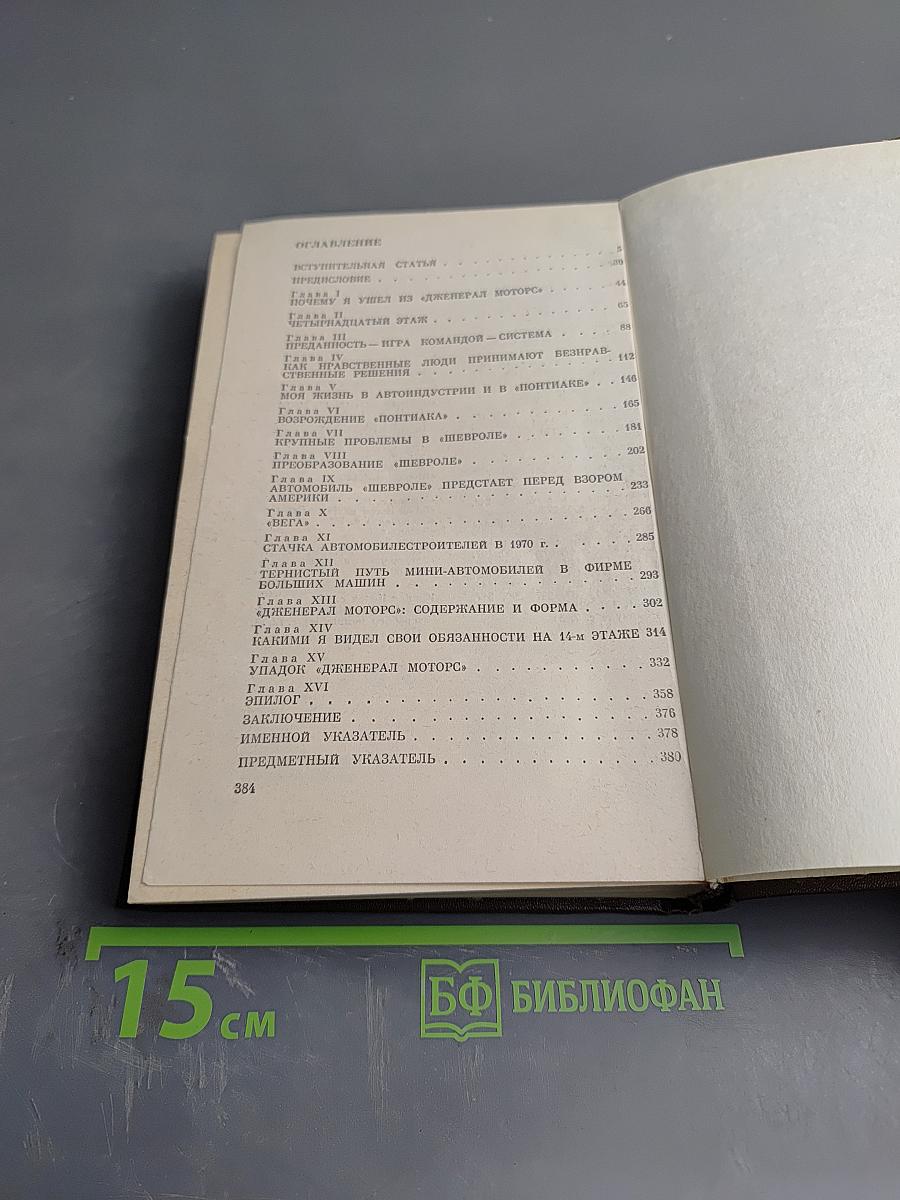 ОГЛАВЛЕНИЕ
ВСТУПИТЕЛЬНАЯ СТАТЬЯ . . . . . . . . . . . . 5
ПРЕДИСЛОВИЕ . . . . . . . . . . . . . . . . 39
Глава I
ПОЧЕМУ Я УШЕЛ ИЗ «ДЖЕНЕРАЛ МОТОРС» . . . . . 44
Глава II
ЧЕТЫРНАДЦАТЫЙ ЭТАЖ . . . . . . . . . . . . . 65
Глава III
ПРЕДАННОСТЬ — ИГРА КОМАНДОЙ — СИСТЕМА . . . . 88
Глава IV
КАК НРАВСТВЕННЫЕ ЛЮДИ ПРИНИМАЮТ БЕЗНРАВ-
СТВЕННЫЕ РЕШЕНИЯ . . . . . . . . . . . . . . 112
Глава V
МОЯ ЖИЗНЬ В АВТОИНДУСТРИИ И В «ПОНТИАКЕ» . . 146
Глава VI
ВОЗРОЖДЕНИЕ «ПОНТИАКА» . . . . . . . . . . . 165
Глава VII
КРУПНЫЕ ПРОБЛЕМЫ В «ШЕВРОЛЕ» . . . . . . . . 181
Глава VIII
ПРЕОБРАЗОВАНИЕ «ШЕВРОЛЕ» . . . . . . . . . . 202
Глава IX
АВТОМОБИЛЬ «ШЕВРОЛЕ» ПРЕДСТАЕТ ПЕРЕД ВЗОРОМ
АМЕРИКИ . . . . . . . . . . . . . . . . . . 233
Глава X
«ВЕГА» . . . . . . . . . . . . . . . . . . . 266
Глава XI
СТАЧКА АВТОМОБИЛЕСТРОИТЕЛЕЙ В 1970 г. . . . . 285
Глава XII
ТЕРНИСТЫЙ ПУТЬ МИНИ-АВТОМОБИЛЕЙ В ФИРМЕ
БОЛЬШИХ МАШИН . . . . . . . . . . . . . . . 293
Глава XIII
«ДЖЕНЕРАЛ МОТОРС»: СОДЕРЖАНИЕ И ФОРМА . . . . 302
Глава XIV
КАКИМИ Я ВИДЕЛ СВОИ ОБЯЗАННОСТИ НА 14-м ЭТАЖЕ 314
Глава XV
УПАДОК «ДЖЕНЕРАЛ МОТОРС» . . . . . . . . . . 332
Глава XVI
ЭПИЛОГ . . . . . . . . . . . . . . . . . . . 358
ЗАКЛЮЧЕНИЕ . . . . . . . . . . . . . . . . . 376
ИМЕННОЙ УКАЗАТЕЛЬ . . . . . . . . . . . . . 378
ПРЕДМЕТНЫЙ УКАЗАТЕЛЬ . . . . . . . . . . . . 380
384
15 см
БФ БИБЛИОФАН